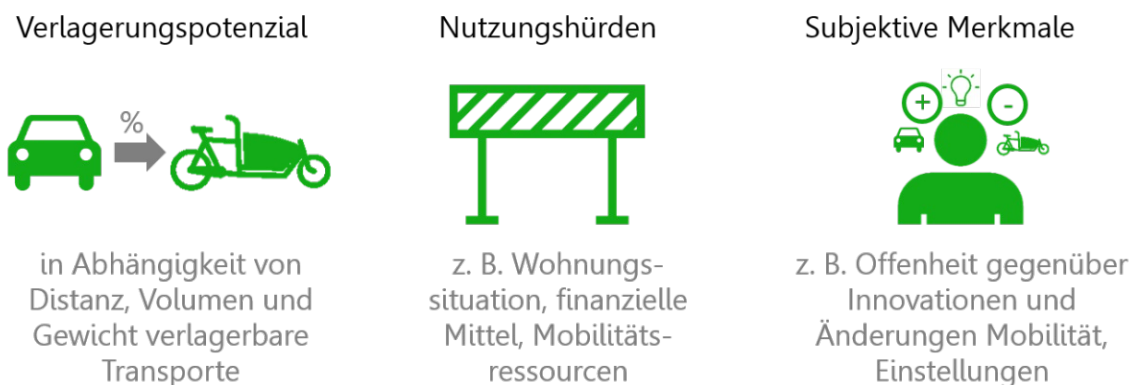 Verlagerungspotenzial
%
in Abhängigkeit von
Distanz, Volumen und
Gewicht verlagerbare
Transporte
Nutzungshürden
z. B. Wohnungs-
situation, finanzielle
Mittel, Mobilitäts-
ressourcen
Subjektive Merkmale
+
-
z. B. Offenheit gegenüber
Innovationen und
Änderungen Mobilität,
Einstellungen